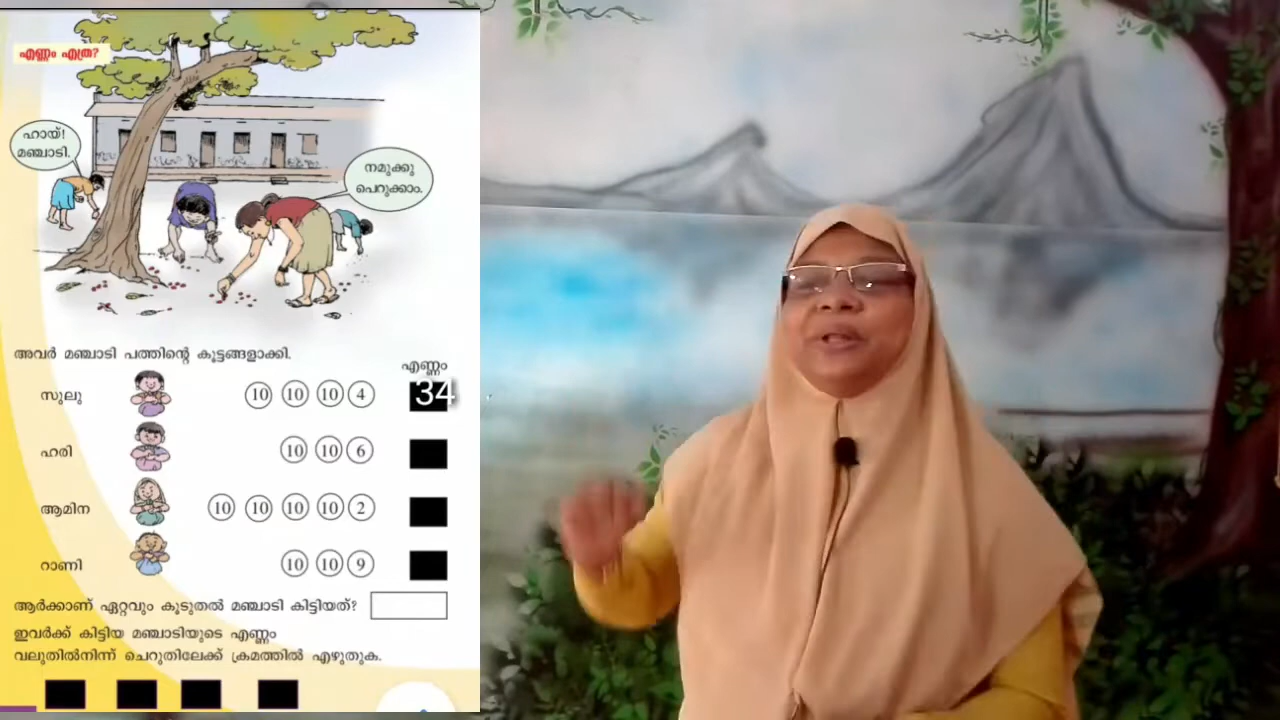 എണ്ണം എത്ര?
ഹായ്!
മഞ്ചാടി.
നമുക്കു
പെറുക്കാം.
അവർ മഞ്ചാടി പത്തിന്റെ കൂട്ടങ്ങളാക്കി.
എണ്ണം
സുലു 10 10 10 4 34
ഹരി 10 10 6
ആമിന 10 10 10 10 2
റാണി 10 10 9
ആർക്കാണ് ഏറ്റവും കൂടുതൽ മഞ്ചാടി കിട്ടിയത്?
ഇവർക്ക് കിട്ടിയ മഞ്ചാടിയുടെ എണ്ണം
വലുതിൽനിന്ന് ചെറുതിലേക്ക് ക്രമത്തിൽ എഴുതുക.